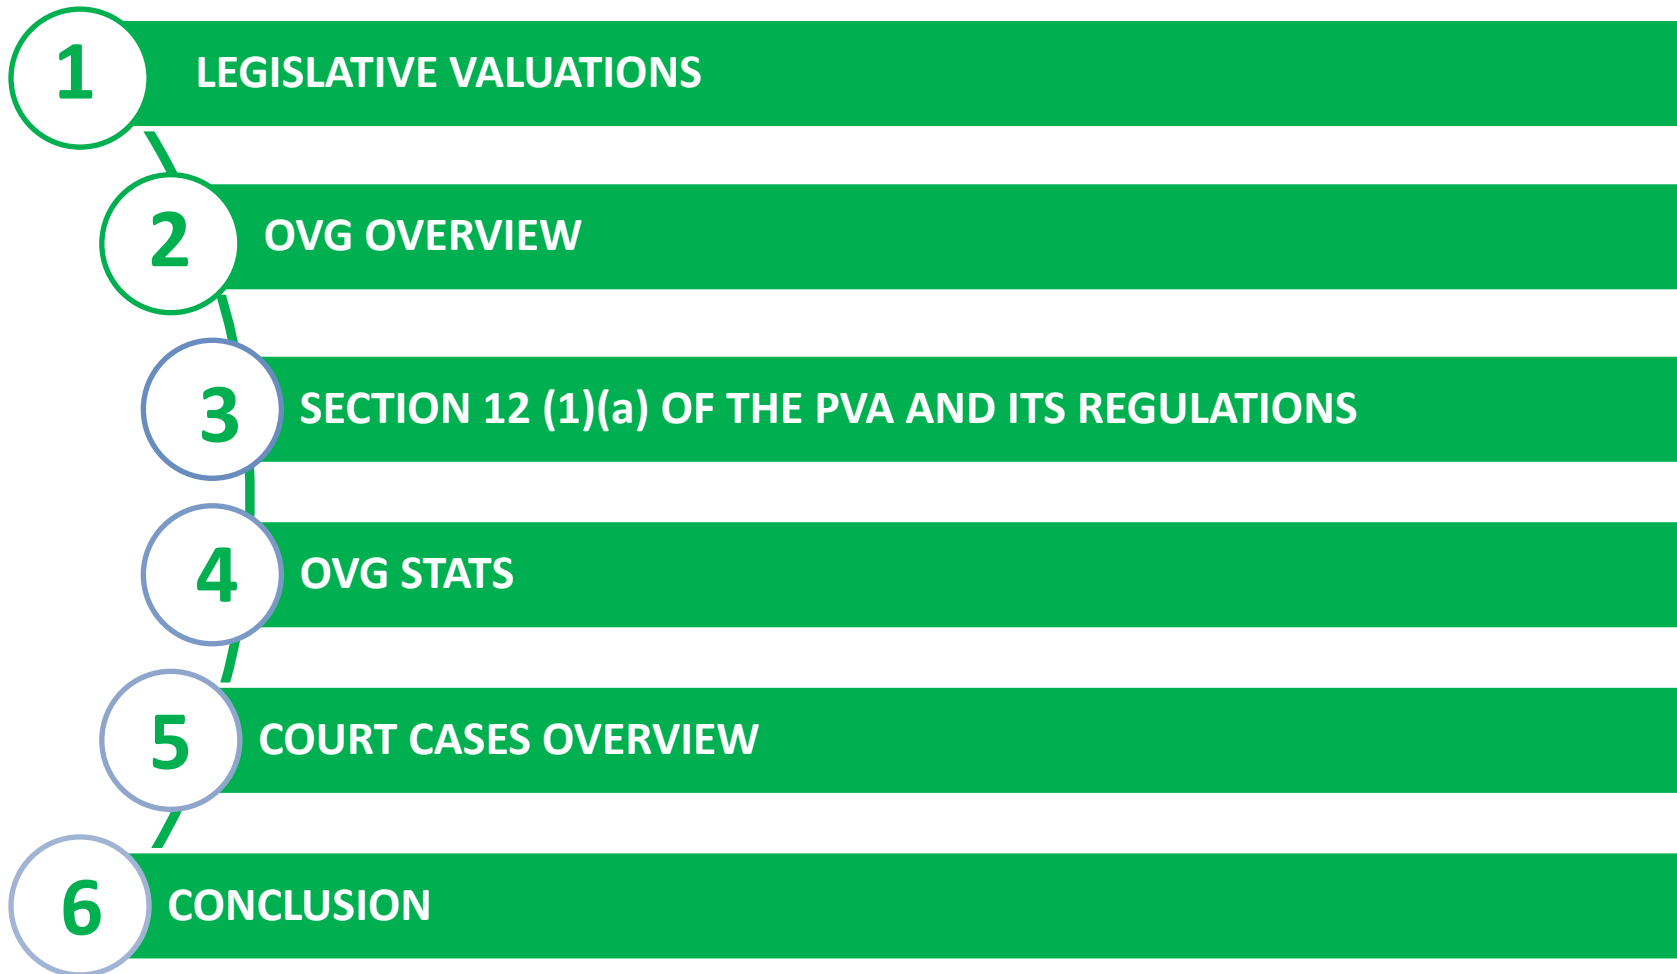 1 LEGISLATIVE VALUATIONS
2 OVG OVERVIEW
3 SECTION 12 (1)(a) OF THE PVA AND ITS REGULATIONS
4 OVG STATS
5 COURT CASES OVERVIEW
6 CONCLUSION